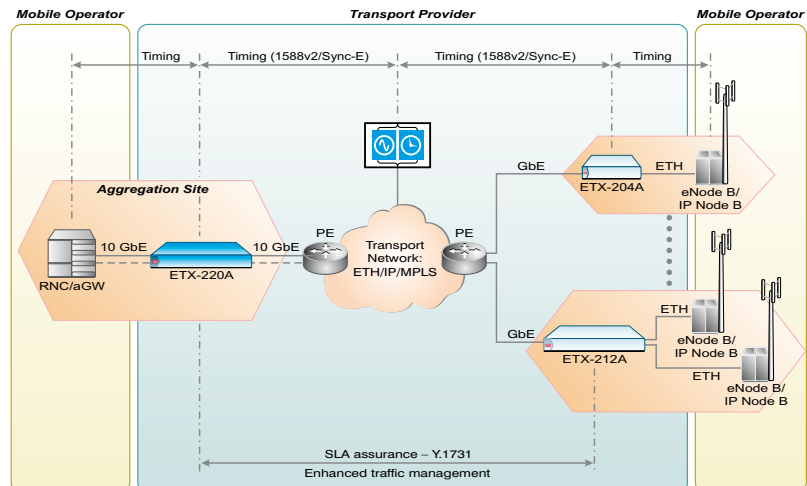 Mobile Operator
Transport Provider
Mobile Operator
Timing
Timing (1588v2/Sync-E)
Timing (1588v2/Sync-E)
Timing
GbE
ETX-204A
ETH
eNode B/
IP Node B
Aggregation Site
RNC/aGW
10 GbE
ETX-220A
10 GbE
PE
Transport
Network:
ETH/IP/MPLS
PE
GbE
ETX-212A
ETH
eNode B/
IP Node B
ETH
eNode B/
IP Node B
SLA assurance – Y.1731
Enhanced traffic management